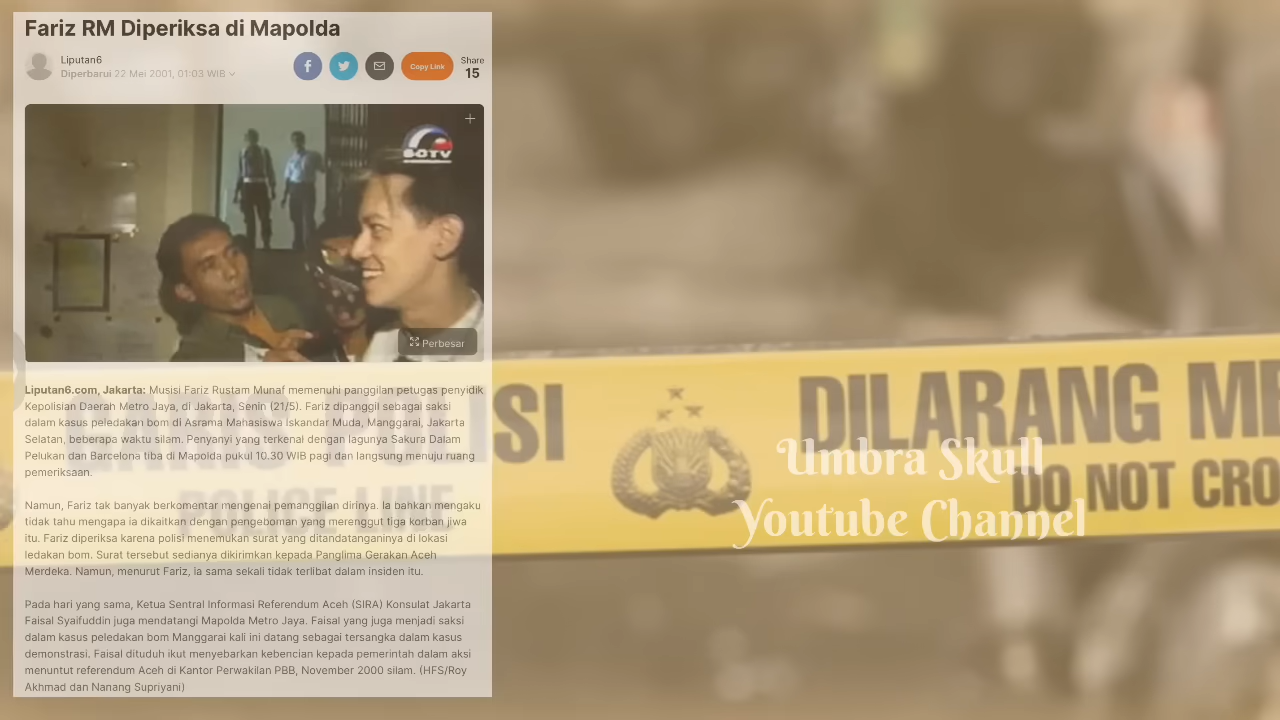 Fariz RM Diperiksa di Mapolda
Liputan6
Diperbarui 22 Mei 2001, 01:03 WIB
Copy Link
Share
15
SCTV
Perbesar
Liputan6.com, Jakarta: Musisi Fariz Rustam Munaf memenuhi panggilan petugas penyidik
Kepolisian Daerah Metro Jaya, di Jakarta, Senin (21/5). Fariz dipanggil sebagai saksi
dalam kasus peledakan bom di Asrama Mahasiswa Iskandar Muda, Manggarai, Jakarta
Selatan, beberapa waktu silam. Penyanyi yang terkenal dengan lagunya Sakura Dalam
Pelukan dan Barcelona tiba di Mapolda pukul 10.30 WIB pagi dan langsung menuju ruang
pemeriksaan.
Namun, Fariz tak banyak berkomentar mengenai pemanggilan dirinya. Ia bahkan mengaku
tidak tahu mengapa ia dikaitkan dengan pengeboman yang merenggut tiga korban jiwa
itu. Fariz diperiksa karena polisi menemukan surat yang ditandatanganinya di lokasi
ledakan bom. Surat tersebut sedianya dikirimkan kepada Panglima Gerakan Aceh
Merdeka. Namun, menurut Fariz, ia sama sekali tidak terlibat dalam insiden itu.
Pada hari yang sama, Ketua Sentral Informasi Referendum Aceh (SIRA) Konsulat Jakarta
Faisal Syaifuddin juga mendatangi Mapolda Metro Jaya. Faisal yang juga menjadi saksi
dalam kasus peledakan bom Manggarai kali ini datang sebagai tersangka dalam kasus
demonstrasi. Faisal dituduh ikut menyebarkan kebencian kepada pemerintah dalam aksi
menuntut referendum Aceh di Kantor Perwakilan PBB, November 2000 silam. (HFS/Roy
Akhmad dan Nanang Supriyani)
GARIS POLISI
POLICE LINE
DILARANG ME
DO NOT CRO
Umbra Skull
Youtube Channel